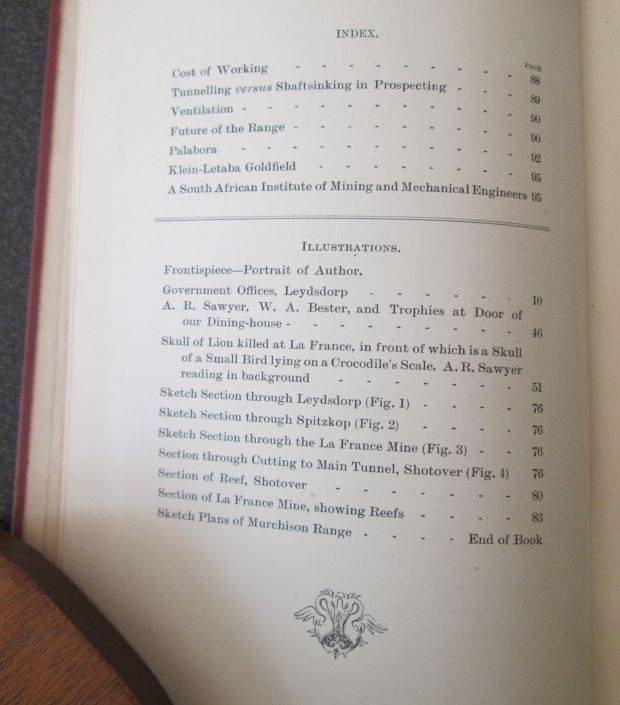 INDEX.
PAGE
Cost of Working - - - - - - - - - 88
Tunnelling versus Shaftsinking in Prospecting - - - 89
Ventilation - - - - - - - - - - - 90
Future of the Range - - - - - - - - - 90
Palabora - - - - - - - - - - - 92
Klein-Letaba Goldfield - - - - - - - - 95
A South African Institute of Mining and Mechanical Engineers 95
ILLUSTRATIONS.
Frontispiece—Portrait of Author.
Government Offices, Leydsdorp - - - - - - 10
A. R. Sawyer, W. A. Bester, and Trophies at Door of
our Dining-house - - - - - - - - - 46
Skull of Lion killed at La France, in front of which is a Skull
of a Small Bird lying on a Crocodile's Scale. A. R. Sawyer
reading in background - - - - - - - 51
Sketch Section through Leydsdorp (Fig. 1) - - - - 76
Sketch Section through Spitzkop (Fig. 2) - - - - 76
Sketch Section through the La France Mine (Fig. 3) - - 76
Section through Cutting to Main Tunnel, Shotover (Fig. 4) 76
Section of Reef, Shotover - - - - - - - 80
Section of La France Mine, showing Reefs - - - - 83
Sketch Plans of Murchison Range - - - - End of Book